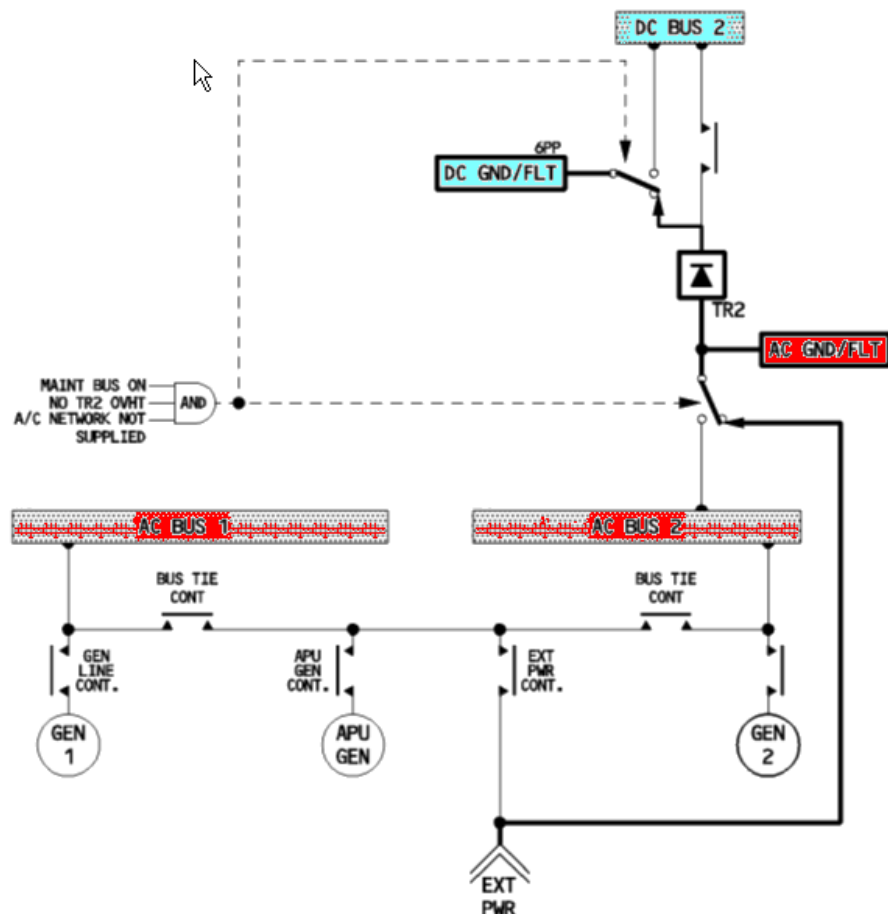 DC BUS 2
6PP
DC GND/FLT
TR2
AC GND/FLT
MAINT BUS ON
NO TR2 OVHT
A/C NETWORK NOT
SUPPLIED
AND
AC BUS 1
AC BUS 2
BUS TIE
CONT
BUS TIE
CONT
GEN
LINE
CONT.
APU
GEN
CONT.
EXT
PWR
CONT.
GEN
1
APU
GEN
GEN
2
EXT
PWR